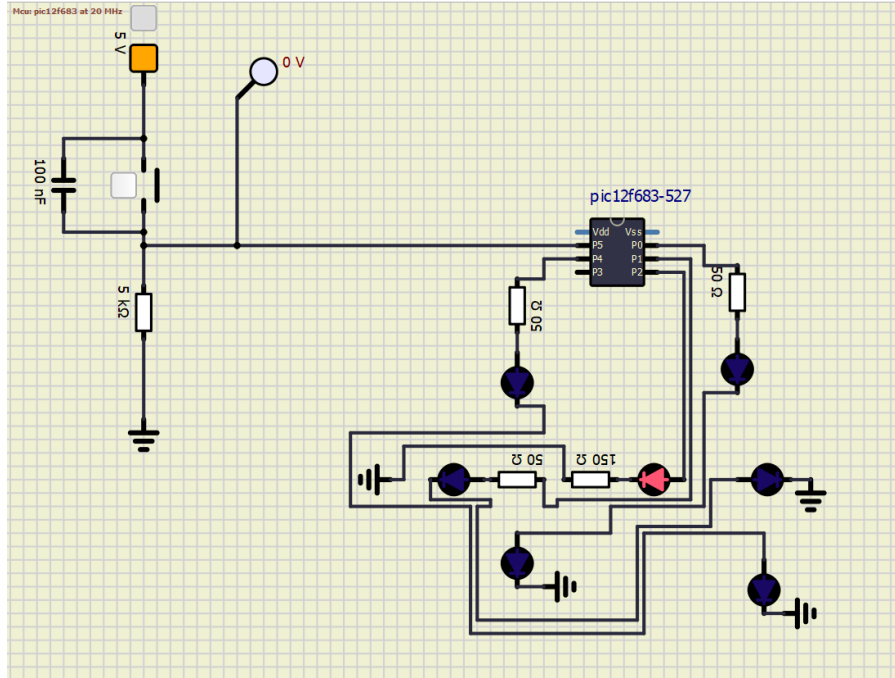 Mcu: pic12f683 at 20 MHz
5 V
0 V
100 nF
pic12f683-527
Vdd Vss
P5 P0
P4 P1
P3 P2
50 Ω
50 Ω
5 kΩ
50 Ω
150 Ω